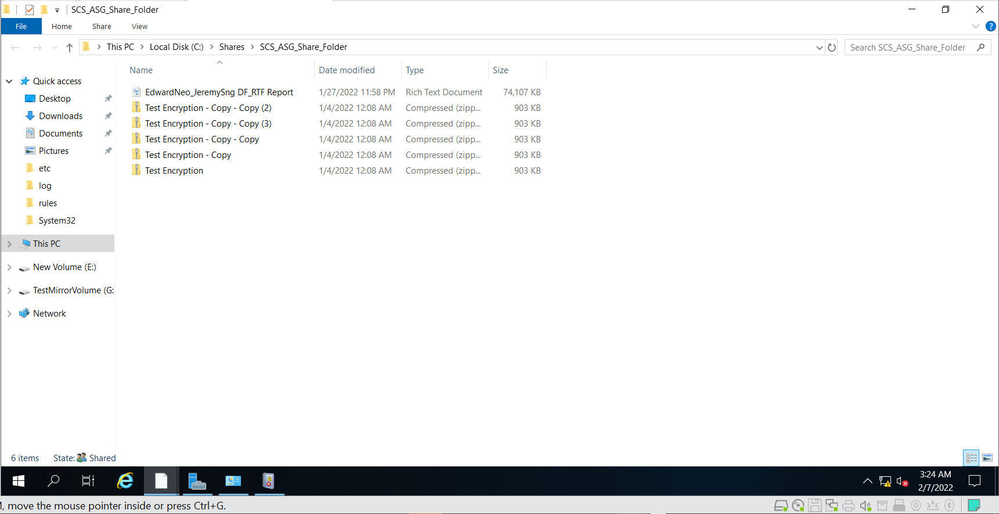 SCS_ASG_Share_Folder
File Home Share View
This PC Local Disk (C:) Shares SCS_ASG_Share_Folder
Search SCS_ASG_Share_Folder
Name Date modified Type Size
Quick access
Desktop
Downloads
Documents
Pictures
etc
log
rules
System32
This PC
New Volume (E:)
TestMirrorVolume (G:
Network
EdwardNeo_JeremySng DF_RTF Report 1/27/2022 11:58 PM Rich Text Document 74,107 KB
Test Encryption - Copy - Copy (2) 1/4/2022 12:08 AM Compressed (zipp... 903 KB
Test Encryption - Copy - Copy (3) 1/4/2022 12:08 AM Compressed (zipp... 903 KB
Test Encryption - Copy - Copy 1/4/2022 12:08 AM Compressed (zipp... 903 KB
Test Encryption - Copy 1/4/2022 12:08 AM Compressed (zipp... 903 KB
Test Encryption 1/4/2022 12:08 AM Compressed (zipp... 903 KB
6 items State: Shared
3:24 AM
2/7/2022
, move the mouse pointer inside or press Ctrl+G.